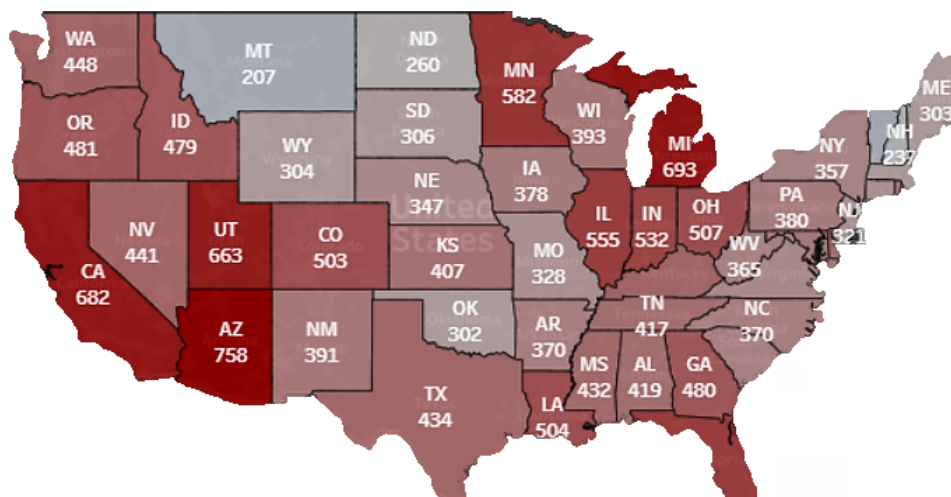 WA
448
MT
207
ND
260
MN
582
ME
303
OR
481
ID
479
SD
306
WI
393
MI
693
NY
357
NH
237
WY
304
IA
378
NE
347
United
States
PA
380
NJ
321
NV
441
UT
663
CO
503
KS
407
MO
328
IL
555
IN
532
OH
507
WV
365
CA
682
AZ
758
NM
391
OK
302
AR
370
TN
417
NC
370
TX
434
LA
504
MS
432
AL
419
GA
480